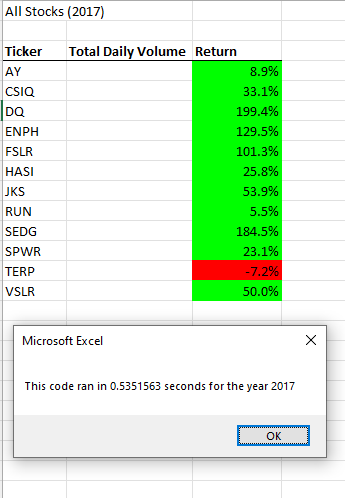 All Stocks (2017)
Ticker Total Daily Volume Return
AY 8.9%
CSIQ 33.1%
DQ 199.4%
ENPH 129.5%
FSLR 101.3%
HASI 25.8%
JKS 53.9%
RUN 5.5%
SEDG 184.5%
SPWR 23.1%
TERP -7.2%
VSLR 50.0%
Microsoft Excel
This code ran in 0.5351563 seconds for the year 2017
OK